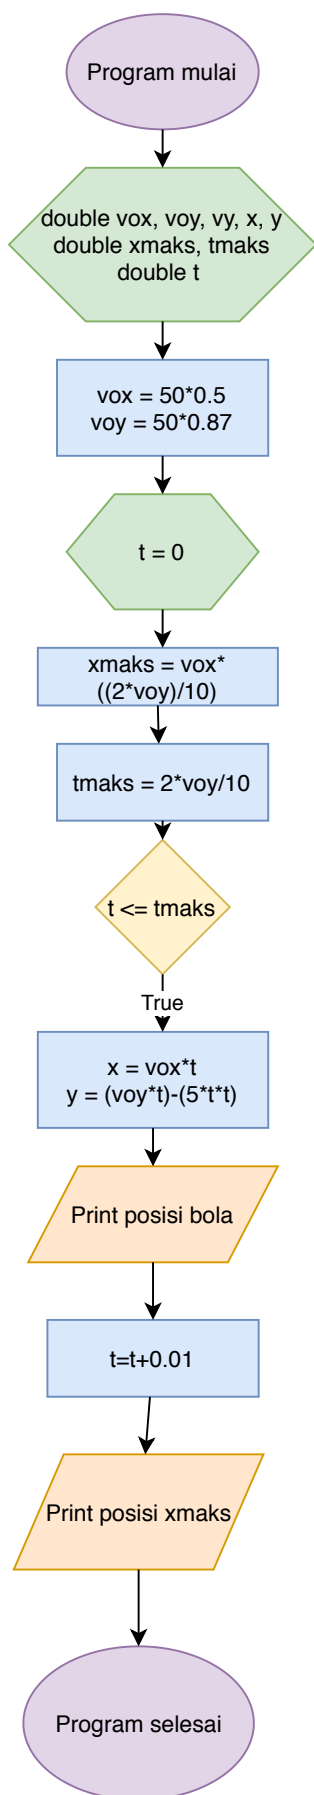 Program mulai
double vox, voy, vy, x, y
double xmaks, tmaks
double t
vox = 50*0.5
voy = 50*0.87
t = 0
xmaks = vox*
((2*voy)/10)
tmaks = 2*voy/10
t <= tmaks
True
x = vox*t
y = (voy*t)-(5*t*t)
Print posisi bola
t=t+0.01
Print posisi xmaks
Program selesai